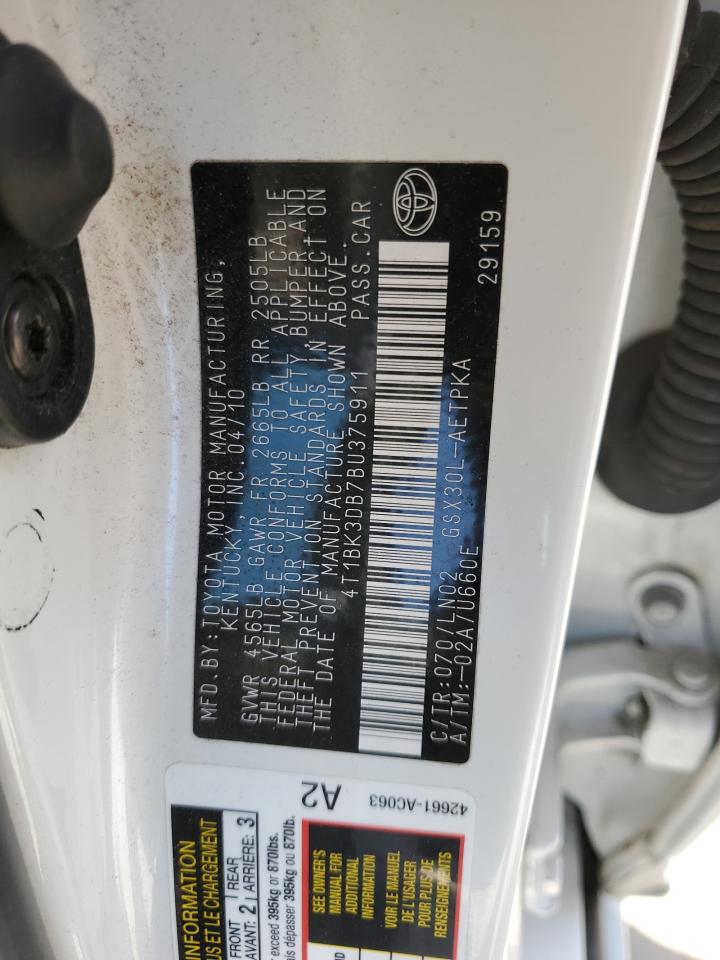 MFD.BY:TOYOTA MOTOR MANUFACTURING,
KENTUCKY, INC. 04/10
GVWR 4565LB GAWR FR 2665LB RR 2505LB
THIS VEHICLE CONFORMS TO ALL APPLICABLE
FEDERAL MOTOR VEHICLE SAFETY, BUMPER, AND
THEFT PREVENTION STANDARDS IN EFFECT ON
THE DATE OF MANUFACTURE SHOWN ABOVE.
4T1BK3DB7BU375911 PASS.CAR
C/TR:070/LN02 GSX30L-AETPKA
A/TM:-02A/U660E 29159
A2
42661-AC063
INFORMATION
US ET LE CHARGEMENT
FRONT
AVANT: 2
REAR
ARRIÈRE: 3
r exceed 395kg or 870lbs.
ais dépasser 395kg ou 870lb.
SEE OWNER'S
MANUAL FOR
ADDITIONAL
INFORMATION
VOIR LE MANUEL
DE L'USAGER
POUR PLUS DE
RENSEIGNEMENTS